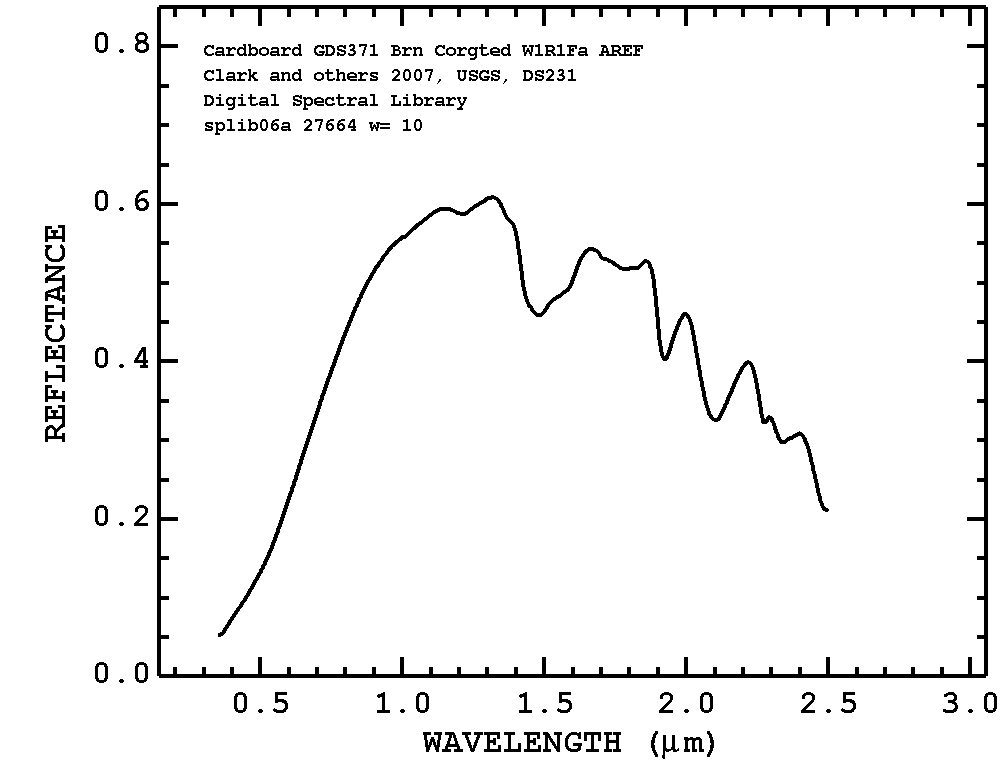 Cardboard GDS371 Brn Corgted W1R1Fa AREF
Clark and others 2007, USGS, DS231
Digital Spectral Library
splib06a 27664 w= 10
0.8
0.6
0.4
0.2
0.0
REFLECTANCE
0.5 1.0 1.5 2.0 2.5 3.0
WAVELENGTH (μm)